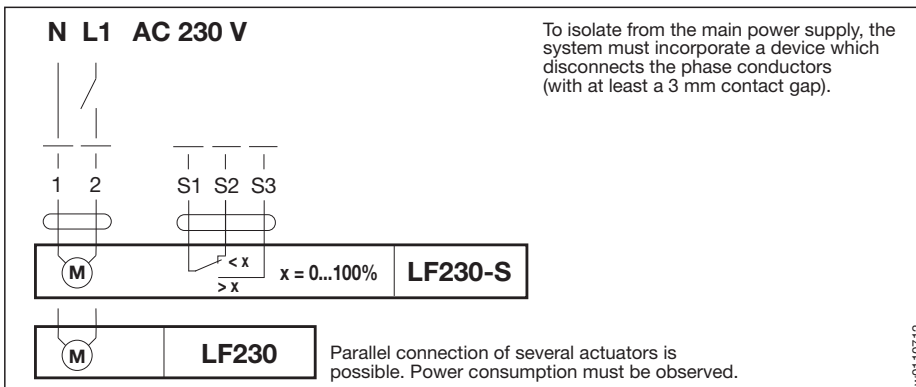 N L1 AC 230 V
To isolate from the main power supply, the
system must incorporate a device which
disconnects the phase conductors
(with at least a 3 mm contact gap).
1 2 S1 S2 S3
M
< x
> x
x = 0...100%
LF230-S
M
LF230
Parallel connection of several actuators is
possible. Power consumption must be observed.